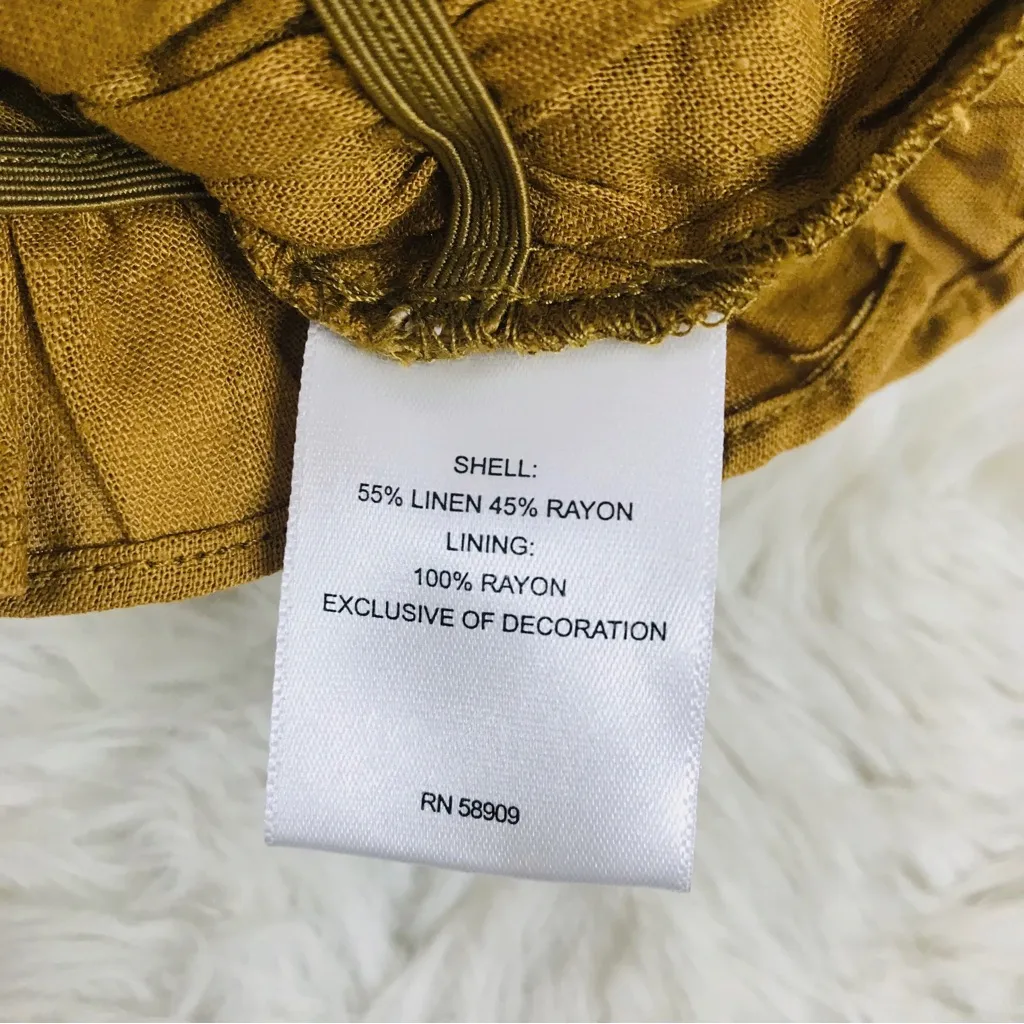 SHELL:
55% LINEN 45% RAYON
LINING:
100% RAYON
EXCLUSIVE OF DECORATION
RN 58909